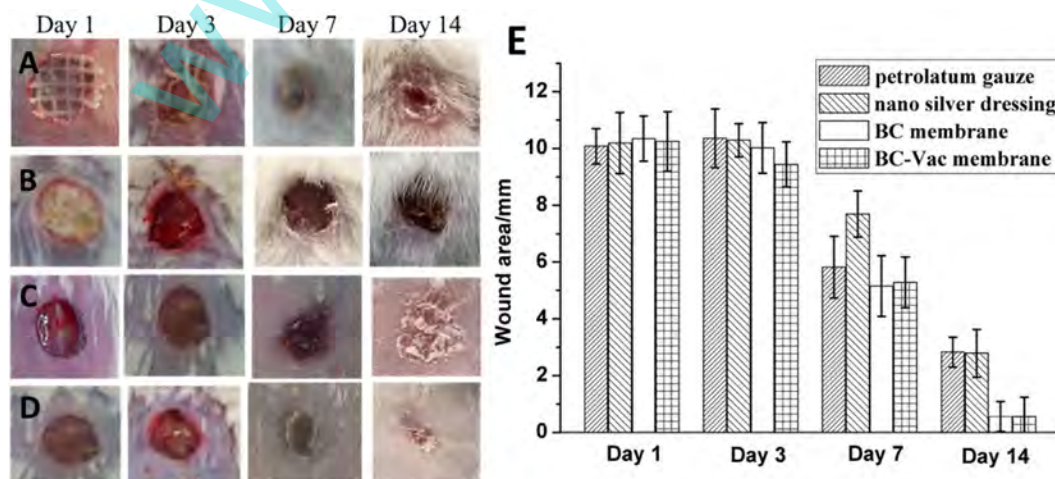 Day 1 Day 3 Day 7 Day 14
A
B
C
D
E
petrolatum gauze
nano silver dressing
BC membrane
BC-Vac membrane
Wound area/mm
12
10
8
6
4
2
0
Day 1 Day 3 Day 7 Day 14